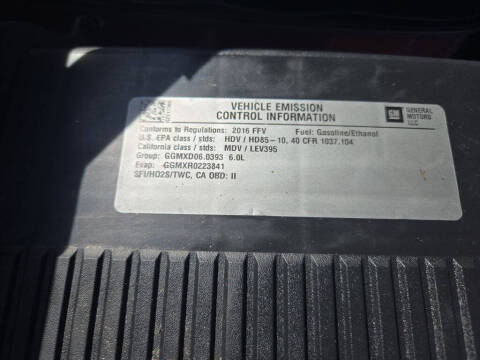 VEHICLE EMISSION
CONTROL INFORMATION
GM
GENERAL
MOTORS
LLC
Conforms to Regulations: 2016 FFV Fuel: Gasoline/Ethanol
U.S. EPA class / stds: HDV / HD85-10, 40 CFR 1037.104
California class / stds: MDV / LEV395
Group: GGMXD06.0393 6.0L
Evap: GGMXR0223841
SFI/HO2S/TWC, CA OBD: II